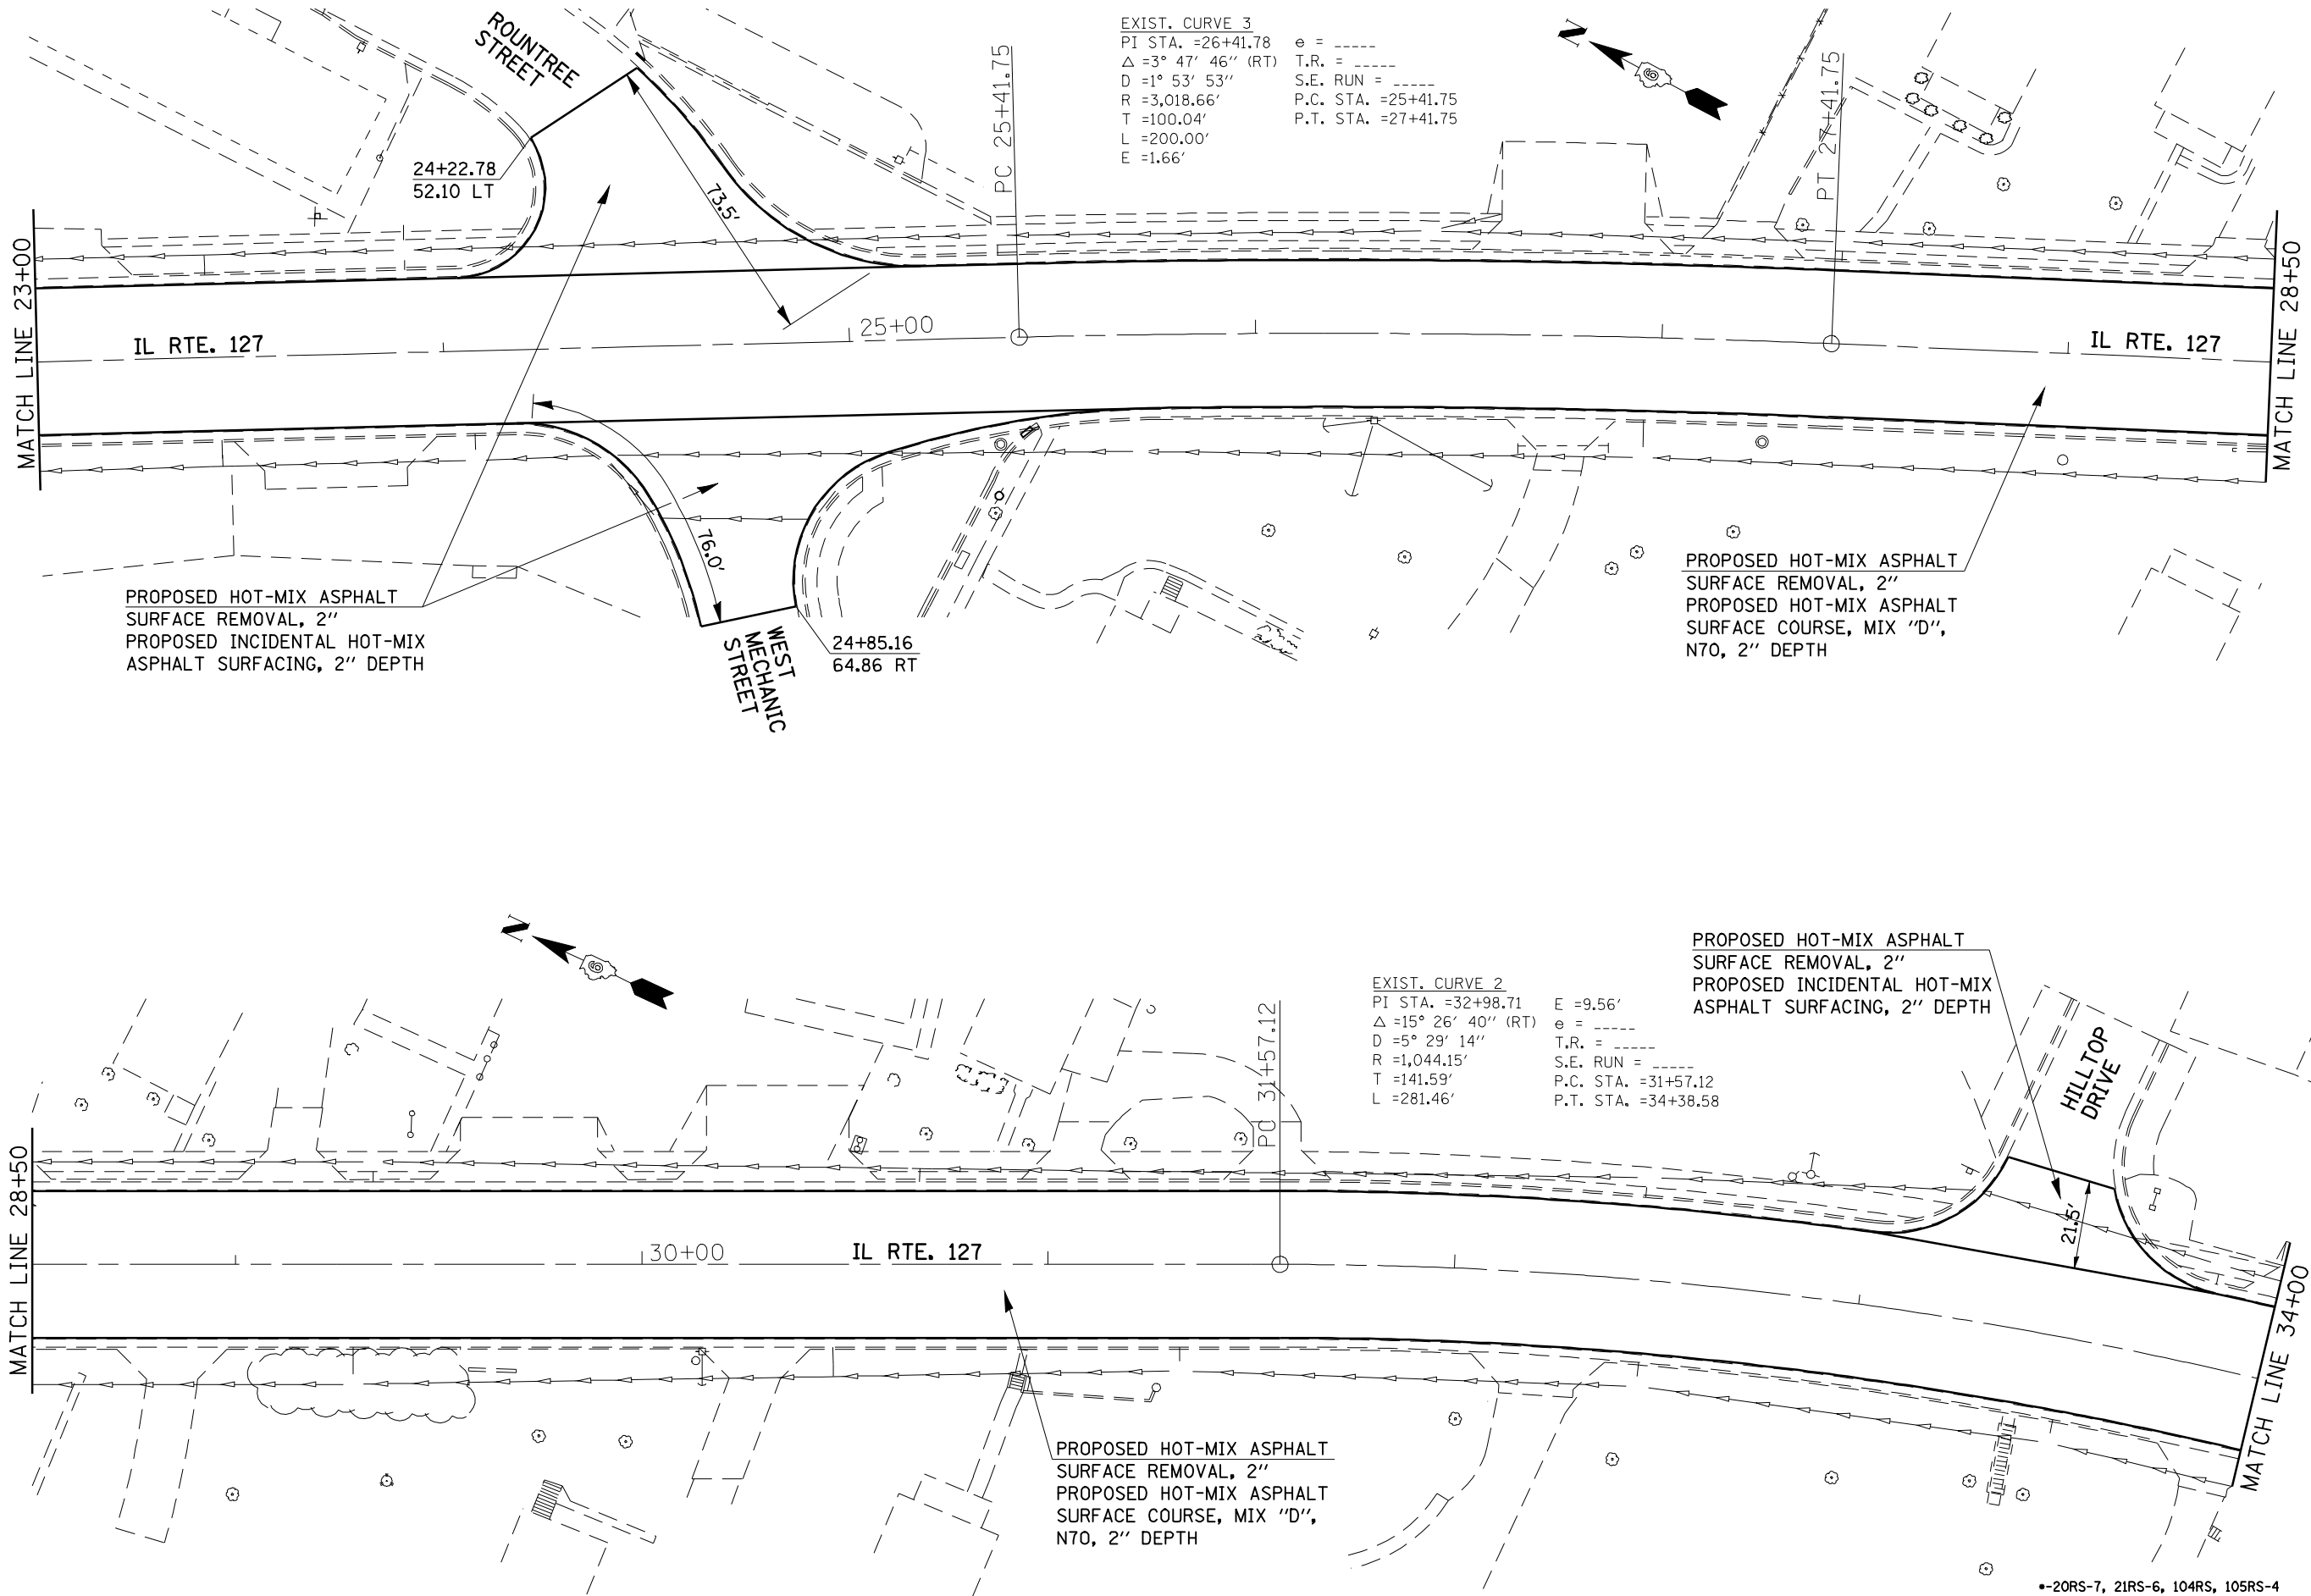 ROUNTREE
STREET
EXIST. CURVE 3
PI STA. =26+41.78
△ =3° 47' 46" (RT)
D =1° 53' 53"
R =3,018.66'
T =100.04'
L =200.00'
E =1.66'
e = _____
T.R. = _____
S.E. RUN = _____
P.C. STA. =25+41.75
P.T. STA. =27+41.75
N
6
PC 25+41.75
PT 27+41.75
24+22.78
52.10 LT
73.5'
MATCH LINE 23+00
IL RTE. 127
25+00
IL RTE. 127
MATCH LINE 28+50
76.0'
PROPOSED HOT-MIX ASPHALT
SURFACE REMOVAL, 2"
PROPOSED INCIDENTAL HOT-MIX
ASPHALT SURFACING, 2" DEPTH
WEST
MECHANIC
STREET
24+85.16
64.86 RT
PROPOSED HOT-MIX ASPHALT
SURFACE REMOVAL, 2"
PROPOSED HOT-MIX ASPHALT
SURFACE COURSE, MIX "D",
N70, 2" DEPTH
N
6
EXIST. CURVE 2
PI STA. =32+98.71
△ =15° 26' 40" (RT)
D =5° 29' 14"
R =1,044.15'
T =141.59'
L =281.46'
E =9.56'
e = _____
T.R. = _____
S.E. RUN = _____
P.C. STA. =31+57.12
P.T. STA. =34+38.58
PROPOSED HOT-MIX ASPHALT
SURFACE REMOVAL, 2"
PROPOSED INCIDENTAL HOT-MIX
ASPHALT SURFACING, 2" DEPTH
HILLTOP
DRIVE
PC 31+57.12
21.5'
MATCH LINE 28+50
30+00
IL RTE. 127
MATCH LINE 34+00
PROPOSED HOT-MIX ASPHALT
SURFACE REMOVAL, 2"
PROPOSED HOT-MIX ASPHALT
SURFACE COURSE, MIX "D",
N70, 2" DEPTH
•-20RS-7, 21RS-6, 104RS, 105RS-4